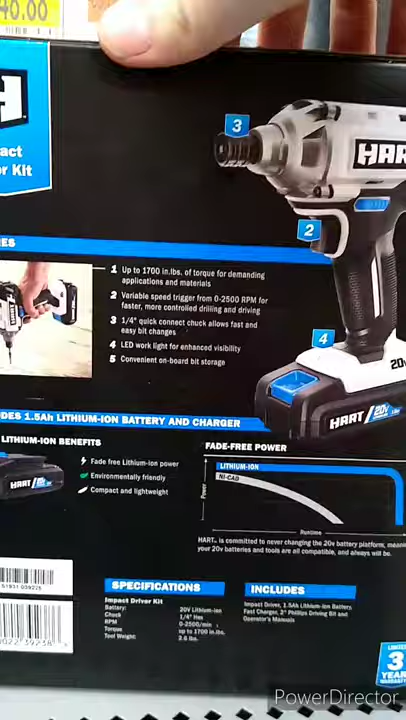 40.00
H
act
r Kit
3
HAR
2
ES
1 Up to 1700 in.lbs. of torque for demanding
applications and materials
2 Variable speed trigger from 0-2500 RPM for
faster, more controlled drilling and driving
3 1/4" quick connect chuck allows fast and
easy bit changes
4 LED work light for enhanced visibility
5 Convenient on-board bit storage
4
20
DES 1.5Ah LITHIUM-ION BATTERY AND CHARGER
HART 20V
LITHIUM-ION BENEFITS
HART
Fade free Lithium-ion power
Environmentally friendly
Compact and lightweight
FADE-FREE POWER
LITHIUM-ION
NI-CAD
Power
Runtime
HART is committed to never changing the 20v battery platform, meani
your 20v batteries and tools are all compatible, and always will be.
SPECIFICATIONS
Impact Driver Kit
Battery: 20V Lithium-Ion
Chuck 1/4" Hex
RPM 0-2500/min
Torque up to 1700 in.lbs.
Tool Weight: 2.6 lbs.
INCLUDES
Impact Driver, 1.5Ah Lithium-Ion Battery,
Fast Charger, 2" Phillips Driving Bit and
Operator's Manuals
LIMITE
3
YEAR
PowerDirector